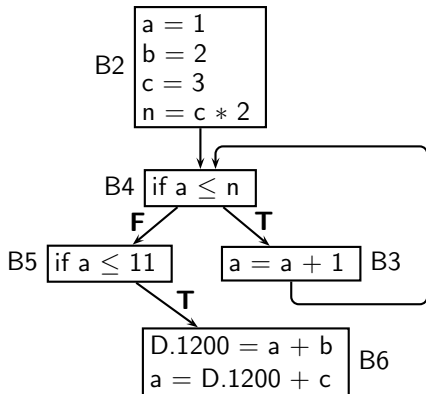 B2
a = 1
b = 2
c = 3
n = c * 2
B4
if a ≤ n
F
T
B5
if a ≤ 11
a = a + 1
B3
T
D.1200 = a + b
a = D.1200 + c
B6